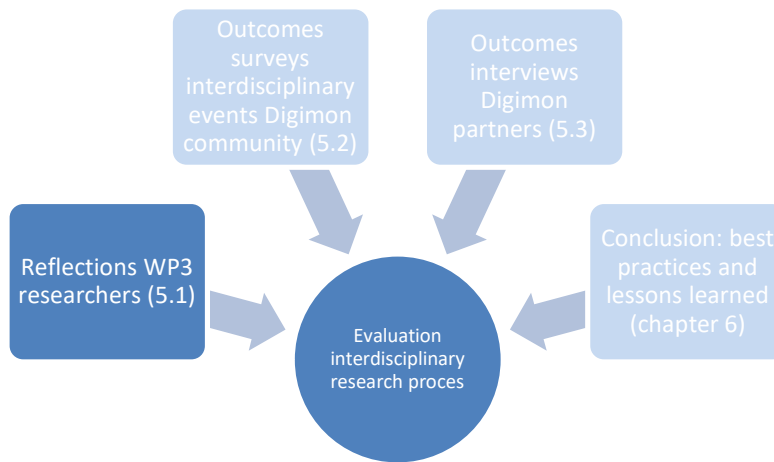 Outcomes
surveys
interdisciplinary
events Digimon
community (5.2)
Outcomes
interviews
Digimon
partners (5.3)
Reflections WP3
researchers (5.1)
Conclusion: best
practices and
lessons learned
(chapter 6)
Evaluation
interdisciplinary
research proces